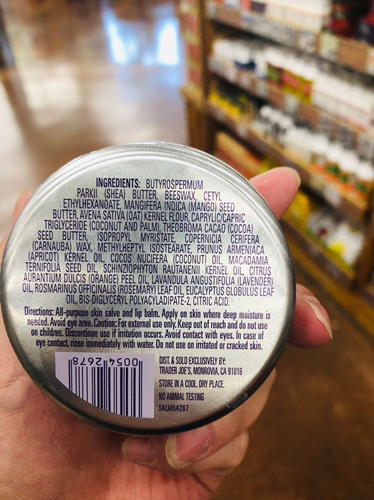 INGREDIENTS: BUTYROSPERMUM
PARKII (SHEA) BUTTER, BEESWAX, CETYL
ETHYLHEXANOATE, MANGIFERA INDICA (MANGO) SEED
BUTTER, AVENA SATIVA (OAT) KERNEL FLOUR, CAPRYLIC/CAPRIC
TRIGLYCERIDE (COCONUT AND PALM), THEOBROMA CACAO (COCOA)
SEED BUTTER, ISOPROPYL MYRISTATE, COPERNICIA CERIFERA
(CARNAUBA) WAX, METHYLHEPTYL ISOSTEARATE, PRUNUS ARMENIACA
(APRICOT) KERNEL OIL, COCOS NUCIFERA (COCONUT) OIL, MACADAMIA
TERNIFOLIA SEED OIL, SCHINZIOPHYTON RAUTANENII KERNEL OIL, CITRUS
AURANTIUM DULCIS (ORANGE) PEEL OIL, LAVANDULA ANGUSTIFOLIA (LAVENDER)
OIL, ROSMARINUS OFFICINALIS (ROSEMARY) LEAF OIL, EUCALYPTUS GLOBULUS LEAF
OIL, BIS-DIGLYCERYL POLYACYLADIPATE-2, CITRIC ACID.
Directions: All-purpose skin salve and lip balm. Apply on skin where deep moisture is
needed. Avoid eye area. Caution: For external use only. Keep out of reach and do not use
on children. Discontinue use if irritation occurs. Avoid contact with eyes. In case of
eye contact, rinse immediately with water. Do not use on irritated or cracked skin.
0054 2678
DIST. & SOLD EXCLUSIVELY BY:
TRADER JOE'S, MONROVIA, CA 91016
STORE IN A COOL, DRY PLACE.
NO ANIMAL TESTING
SKU#54267